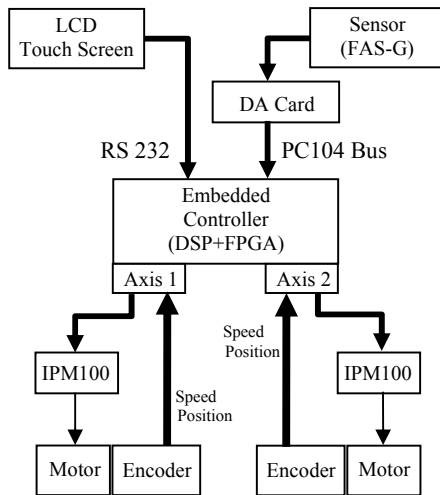 LCD
Touch Screen
Sensor
(FAS-G)
DA Card
RS 232
PC104 Bus
Embedded
Controller
(DSP+FPGA)
Axis 1
Axis 2
Speed
Position
IPM100
Speed
Position
IPM100
Motor
Encoder
Encoder
Motor